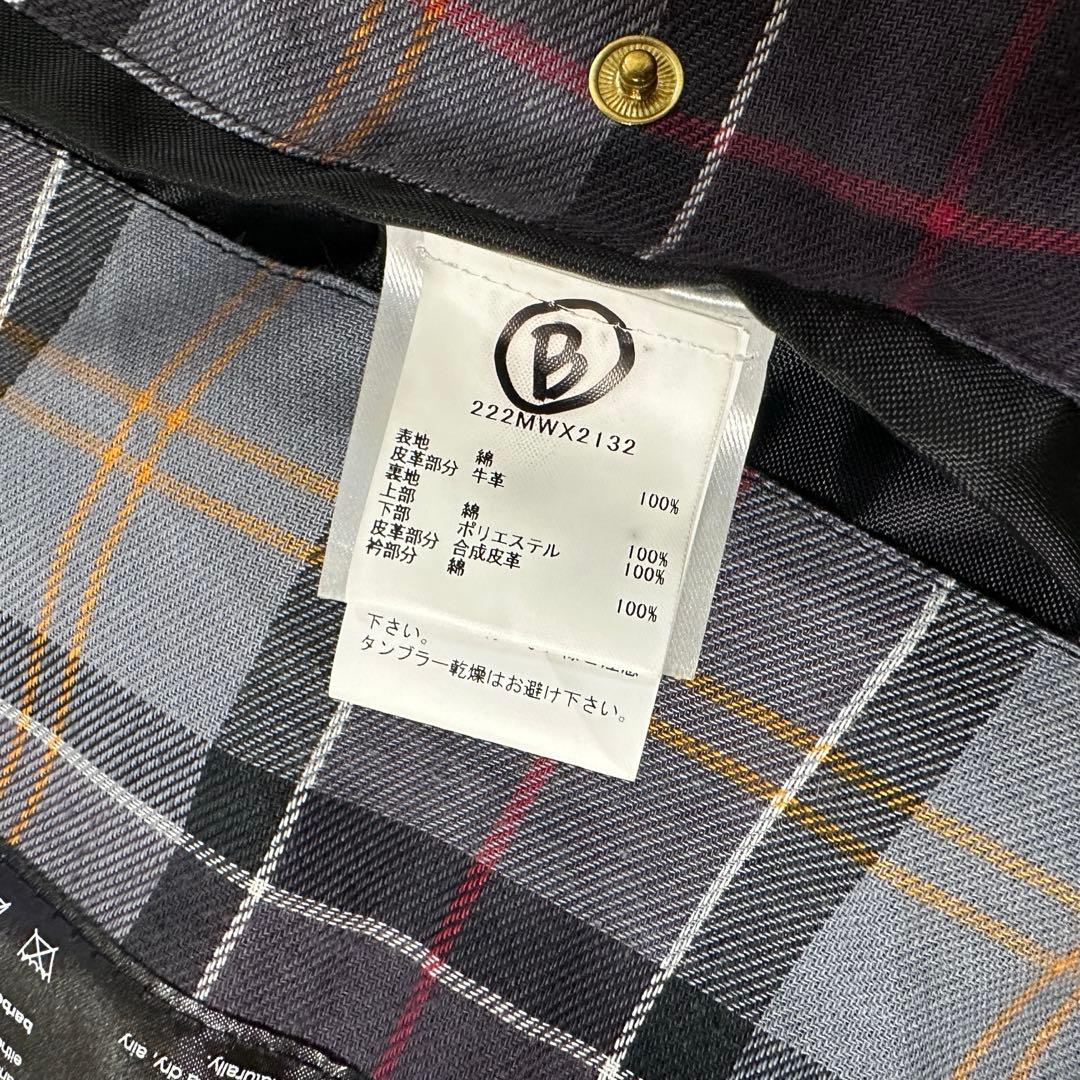 B
222MWX2132
表地 綿 100%
皮革部分 牛革
裏地
上部 綿 100%
下部 ポリエステル 100%
皮革部分 合成皮革
衿部分 綿 100%
下さい。
タンブラー乾燥はお避け下さい。
dry, airy